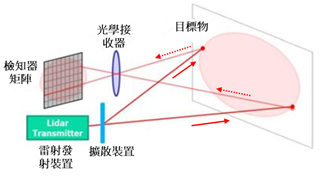 光學接
收器
目標物
檢知器
矩陣
Lidar
Transmitter
雷射發
射裝置
擴散裝置